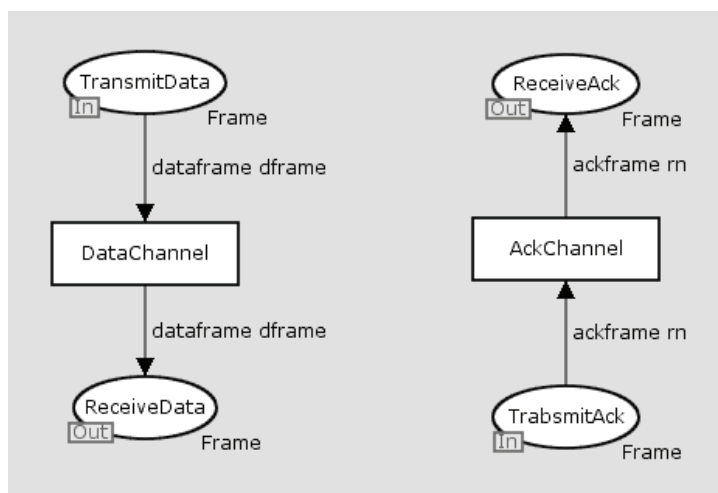 TransmitData
In
Frame
dataframe dframe
DataChannel
dataframe dframe
ReceiveData
Out
Frame
ReceiveAck
Out
Frame
ackframe rn
AckChannel
ackframe rn
TrabsmitAck
In
Frame